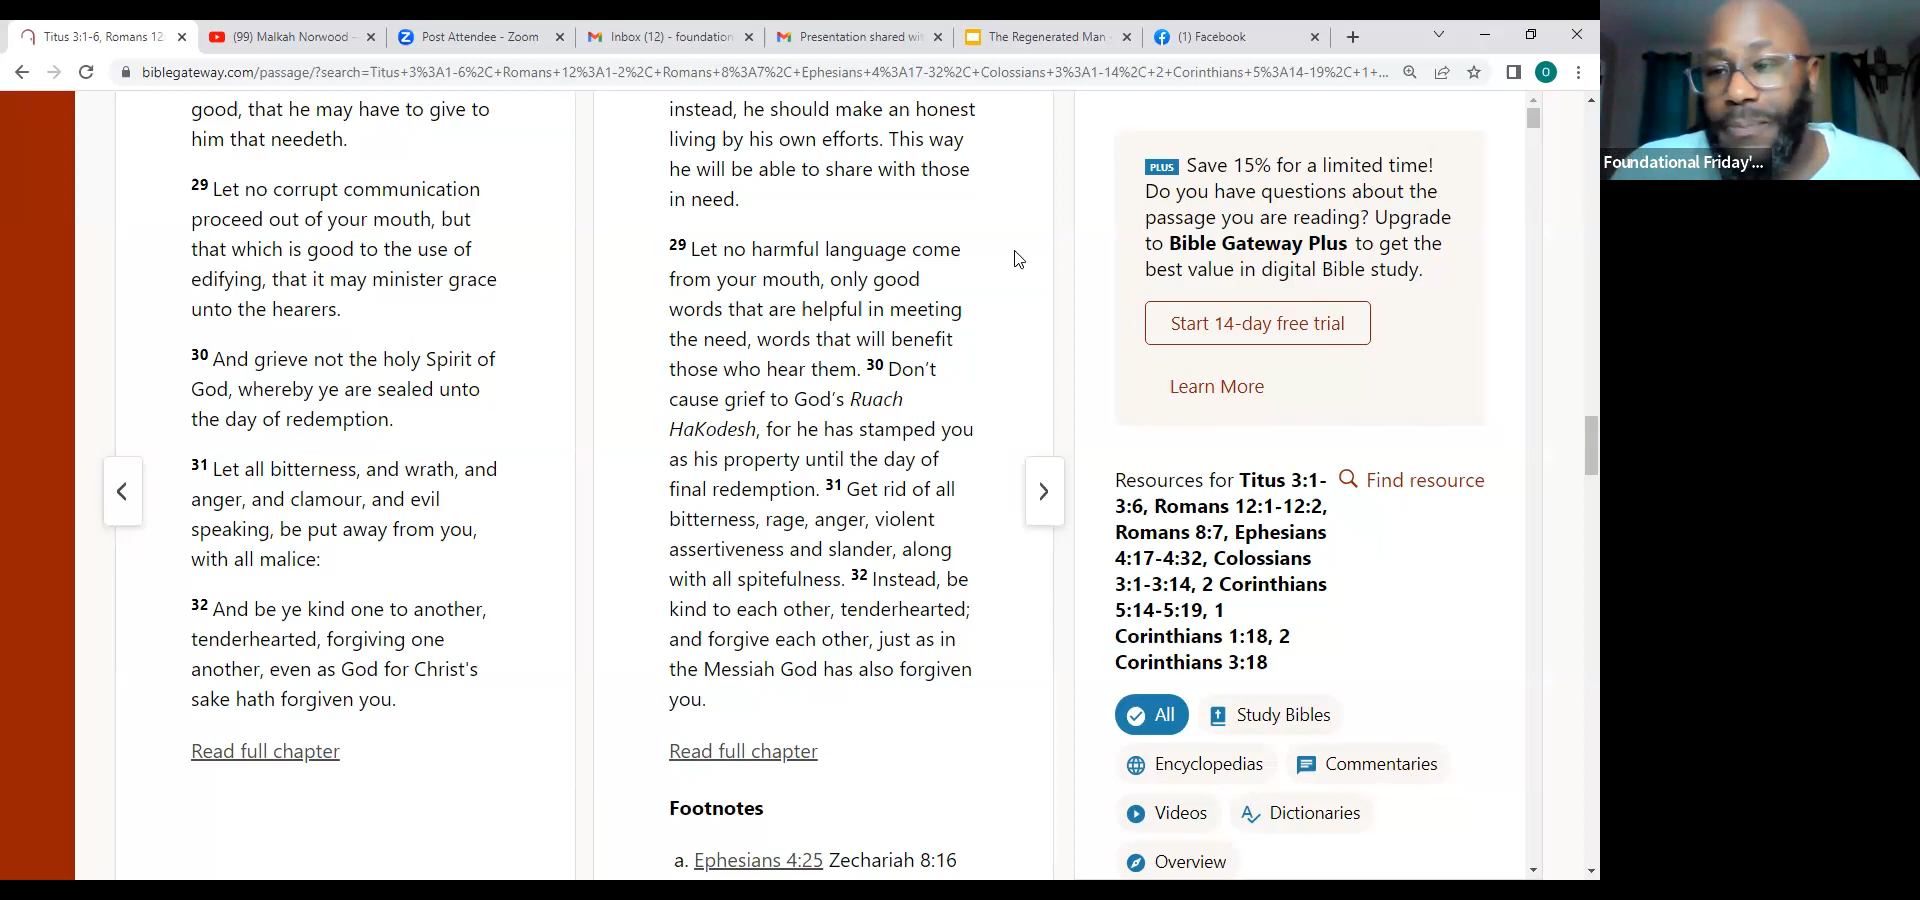 Titus 3:1-6, Romans 12:
(99) Malkah Norwood -
Post Attendee - Zoom
Inbox (12) - foundation
Presentation shared wi
The Regenerated Man -
(1) Facebook
biblegateway.com/passage/?search=Titus+3%3A1-6%2C+Romans+12%3A1-2%2C+Romans+8%3A7%2C+Ephesians+4%3A17-32%2C+Colossians+3%3A1-14%2C+2+Corinthians+5%3A14-19%2C+1+...
O
Foundational Friday'...
good, that he may have to give to
him that needeth.
29 Let no corrupt communication
proceed out of your mouth, but
that which is good to the use of
edifying, that it may minister grace
unto the hearers.
30 And grieve not the holy Spirit of
God, whereby ye are sealed unto
the day of redemption.
31 Let all bitterness, and wrath, and
anger, and clamour, and evil
speaking, be put away from you,
with all malice:
32 And be ye kind one to another,
tenderhearted, forgiving one
another, even as God for Christ's
sake hath forgiven you.
Read full chapter
instead, he should make an honest
living by his own efforts. This way
he will be able to share with those
in need.
29 Let no harmful language come
from your mouth, only good
words that are helpful in meeting
the need, words that will benefit
those who hear them. 30 Don’t
cause grief to God’s Ruach
HaKodesh, for he has stamped you
as his property until the day of
final redemption. 31 Get rid of all
bitterness, rage, anger, violent
assertiveness and slander, along
with all spitefulness. 32 Instead, be
kind to each other, tenderhearted;
and forgive each other, just as in
the Messiah God has also forgiven
you.
Read full chapter
Footnotes
a. Ephesians 4:25 Zechariah 8:16
PLUS Save 15% for a limited time!
Do you have questions about the
passage you are reading? Upgrade
to Bible Gateway Plus to get the
best value in digital Bible study.
Start 14-day free trial
Learn More
Resources for Titus 3:1-
3:6, Romans 12:1-12:2,
Romans 8:7, Ephesians
4:17-4:32, Colossians
3:1-3:14, 2 Corinthians
5:14-5:19, 1
Corinthians 1:18, 2
Corinthians 3:18
Find resource
All
Study Bibles
Encyclopedias
Commentaries
Videos
Dictionaries
Overview